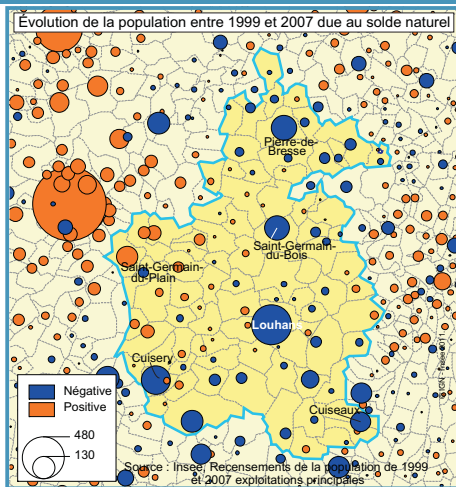 Évolution de la population entre 1999 et 2007 due au solde naturel
Pierre-de-
Bresse
Saint-Germain-
du-Bois
Saint-Germain-
du-Plain
Louhans
Cuisery
Cuiseaux
Négative
Positive
480
130
Source : Insee, Recensements de la population de 1999
et 2007 exploitations principales